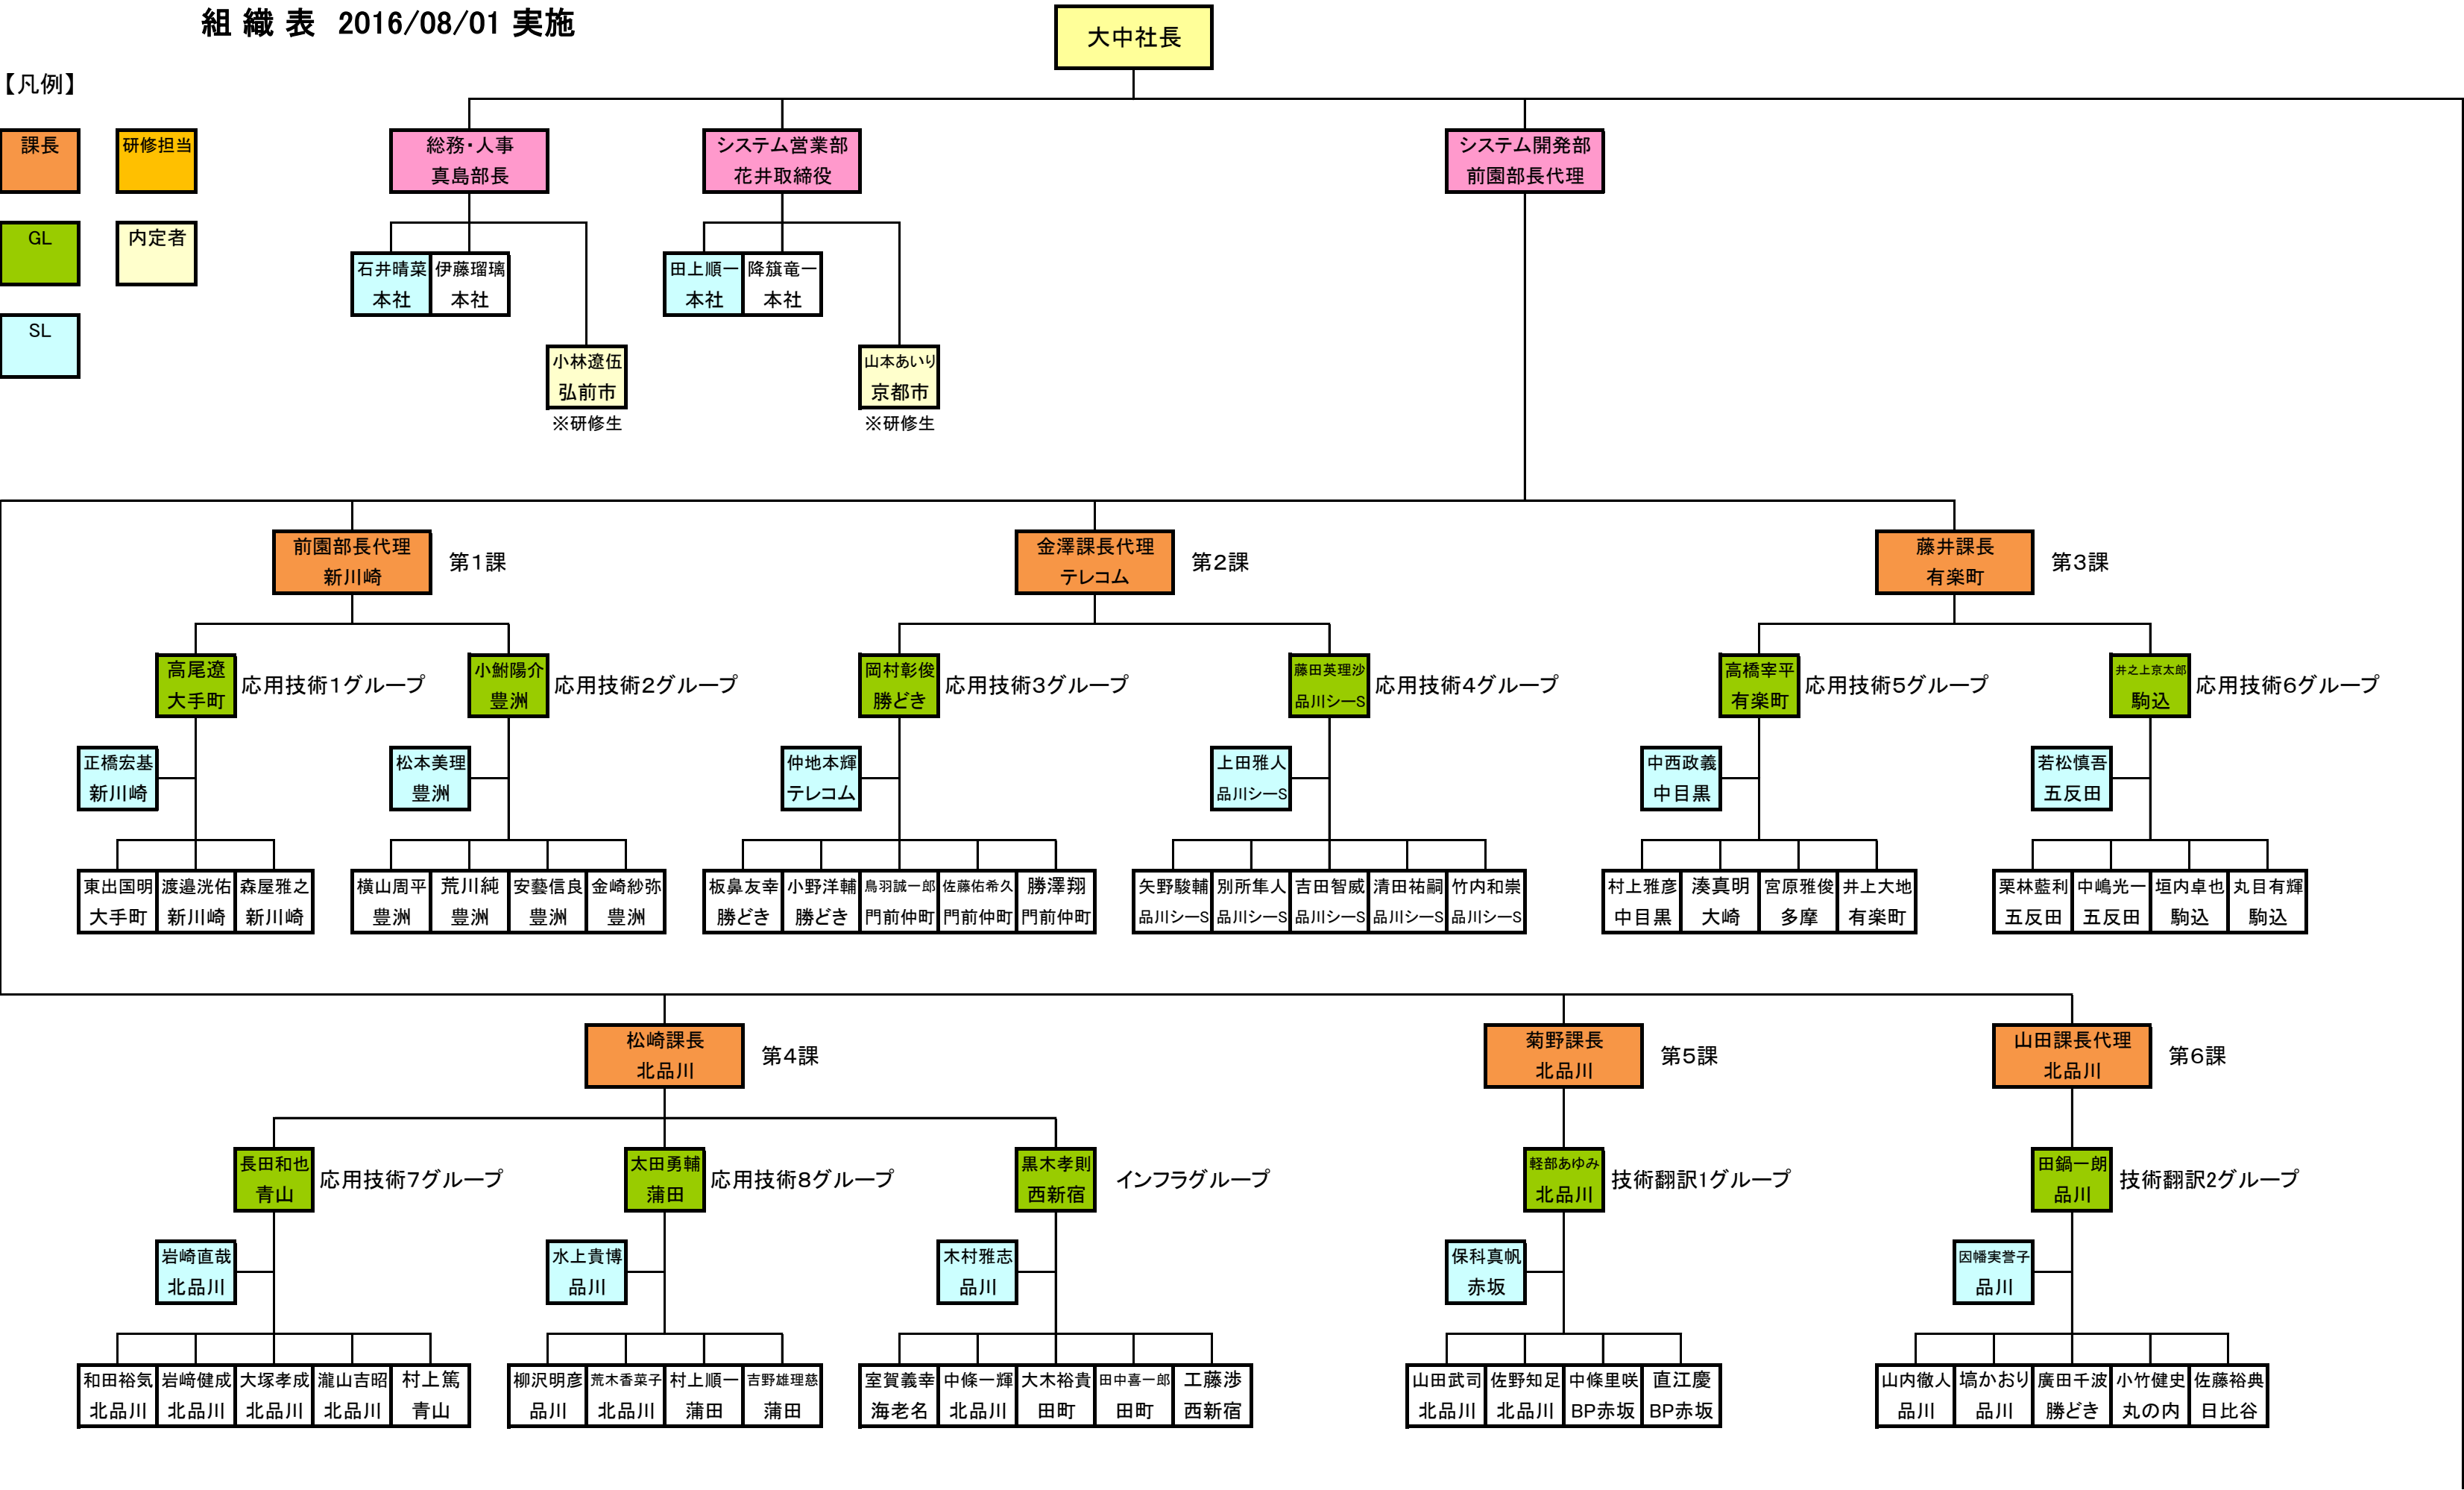 組 織 表 2016/08/01 実施
大中社長
【凡例】
課長
研修担当
GL
内定者
SL
総務・人事
真島部長
システム営業部
花井取締役
システム開発部
前園部長代理
石井晴菜
本社
伊藤瑠璃
本社
田上順一
本社
降籏竜一
本社
小林遼伍
弘前市
※研修生
山本あいり
京都市
※研修生
前園部長代理
新川崎
第1課
金澤課長代理
テレコム
第2課
藤井課長
有楽町
第3課
高尾遼
大手町
応用技術1グループ
小鮒陽介
豊洲
応用技術2グループ
岡村彰俊
勝どき
応用技術3グループ
藤田英理沙
品川シーS
応用技術4グループ
高橋宰平
有楽町
応用技術5グループ
井之上京太郎
駒込
応用技術6グループ
正橋宏基
新川崎
松本美理
豊洲
仲地本輝
テレコム
上田雅人
品川シーS
中西政義
中目黒
若松慎吾
五反田
東出国明
大手町
渡邉洸佑
新川崎
森屋雅之
新川崎
横山周平
豊洲
荒川純
豊洲
安藝信良
豊洲
金崎紗弥
豊洲
板鼻友幸
勝どき
小野洋輔
勝どき
鳥羽誠一郎
門前仲町
佐藤佑希久
門前仲町
勝澤翔
門前仲町
矢野駿輔
品川シーS
別所隼人
品川シーS
吉田智威
品川シーS
清田祐嗣
品川シーS
竹内和崇
品川シーS
村上雅彦
中目黒
湊真明
大崎
宮原雅俊
多摩
井上大地
有楽町
栗林藍利
五反田
中嶋光一
五反田
垣内卓也
駒込
丸目有輝
駒込
松崎課長
北品川
第4課
菊野課長
北品川
第5課
山田課長代理
北品川
第6課
長田和也
青山
応用技術7グループ
太田勇輔
蒲田
応用技術8グループ
黒木孝則
西新宿
インフラグループ
軽部あゆみ
北品川
技術翻訳1グループ
田鍋一朗
品川
技術翻訳2グループ
岩崎直哉
北品川
水上貴博
品川
木村雅志
品川
保科真帆
赤坂
因幡実誉子
品川
和田裕気
北品川
岩﨑健成
北品川
大塚孝成
北品川
瀧山吉昭
北品川
村上篤
青山
柳沢明彦
品川
荒木香菜子
北品川
村上順一
蒲田
吉野雄理慈
蒲田
室賀義幸
海老名
中條一輝
北品川
大木裕貴
田町
田中喜一郎
田町
工藤渉
西新宿
山田武司
北品川
佐野知足
北品川
中條里咲
BP赤坂
直江慶
BP赤坂
山内徹人
品川
塙かおり
品川
廣田千波
勝どき
小竹健史
丸の内
佐藤裕典
日比谷